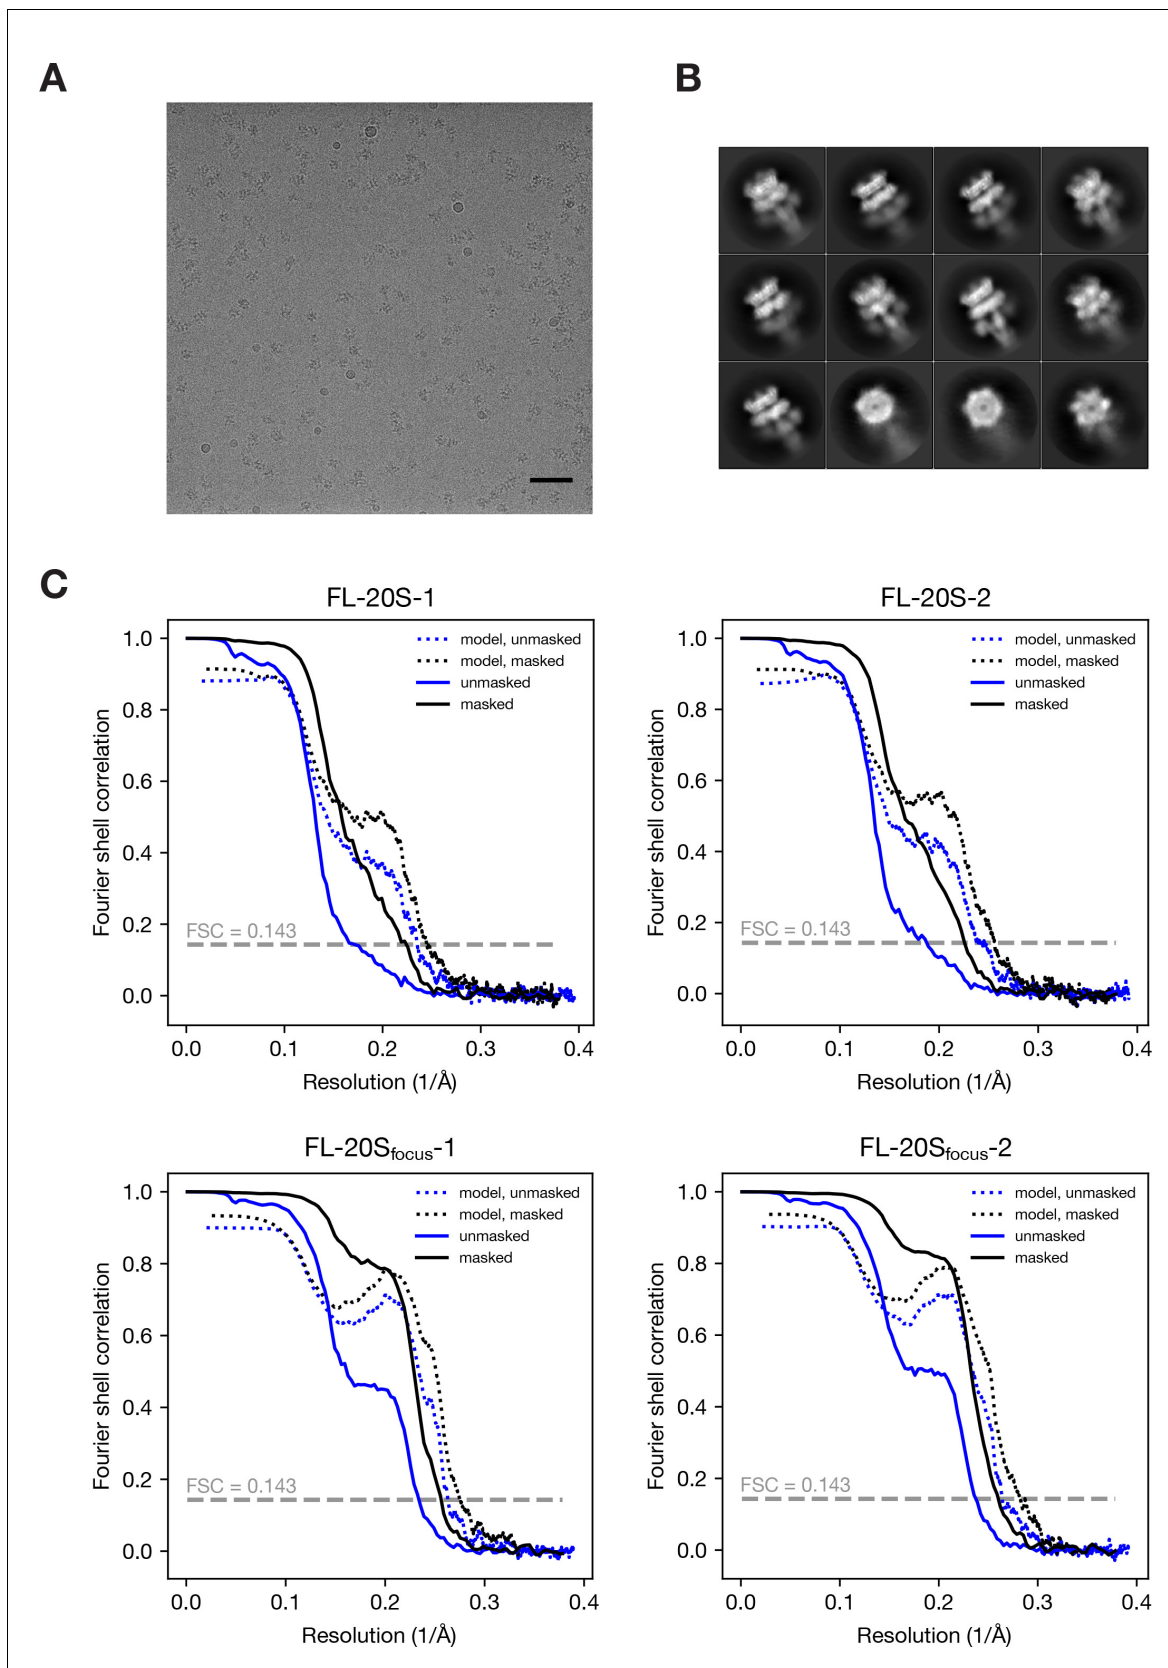 A
B
C
FL-20S-1
1.0
0.8
0.6
0.4
0.2
0.0
Fourier shell correlation
model, unmasked
model, masked
unmasked
masked
FSC = 0.143
0.0 0.1 0.2 0.3 0.4
Resolution (1/Å)
FL-20S-2
1.0
0.8
0.6
0.4
0.2
0.0
Fourier shell correlation
model, unmasked
model, masked
unmasked
masked
FSC = 0.143
0.0 0.1 0.2 0.3 0.4
Resolution (1/Å)
FL-20Sfocus-1
1.0
0.8
0.6
0.4
0.2
0.0
Fourier shell correlation
model, unmasked
model, masked
unmasked
masked
FSC = 0.143
0.0 0.1 0.2 0.3 0.4
Resolution (1/Å)
FL-20Sfocus-2
1.0
0.8
0.6
0.4
0.2
0.0
Fourier shell correlation
model, unmasked
model, masked
unmasked
masked
FSC = 0.143
0.0 0.1 0.2 0.3 0.4
Resolution (1/Å)